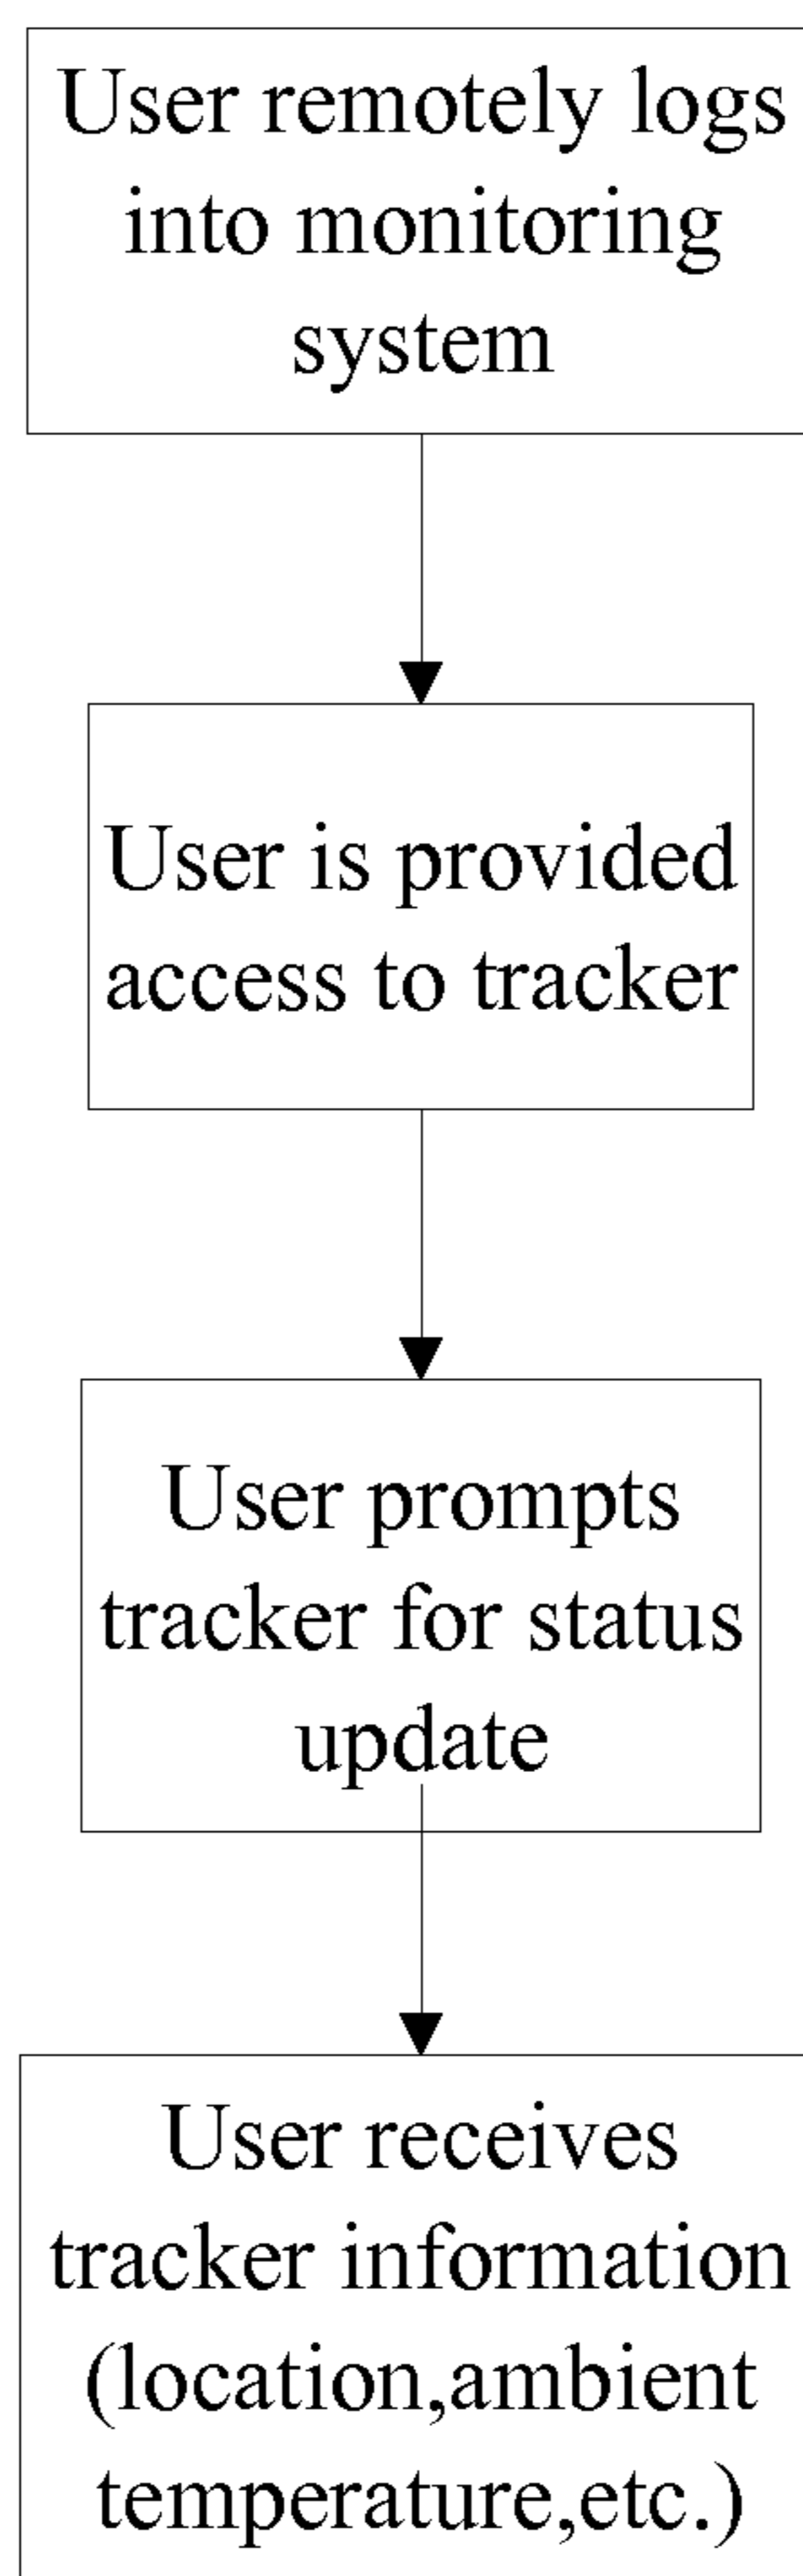 User remotely logs
into monitoring
system
User is provided
access to tracker
User prompts
tracker for status
update
User receives
tracker information
(location,ambient
temperature,etc.)